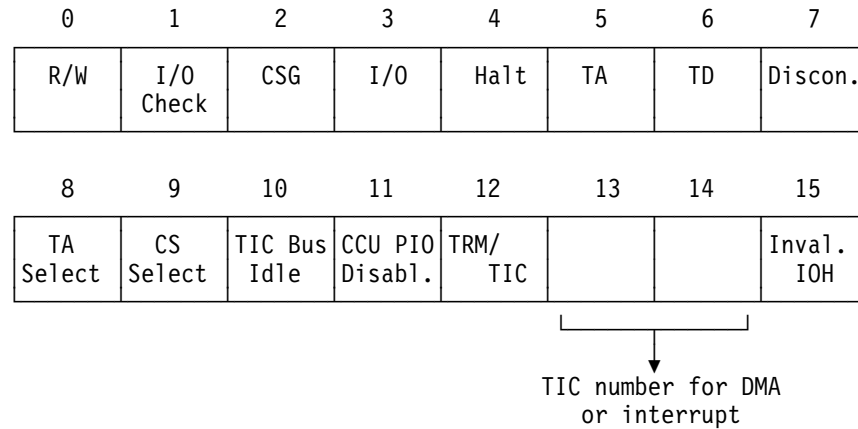 0 1 2 3 4 5 6 7
R/W I/O CSG I/O Halt TA TD Discon.
Check
8 9 10 11 12 13 14 15
TA CS TIC Bus CCU PIO TRM/ Inval.
Select Select Idle Disabl. TIC IOH
TIC number for DMA
or interrupt